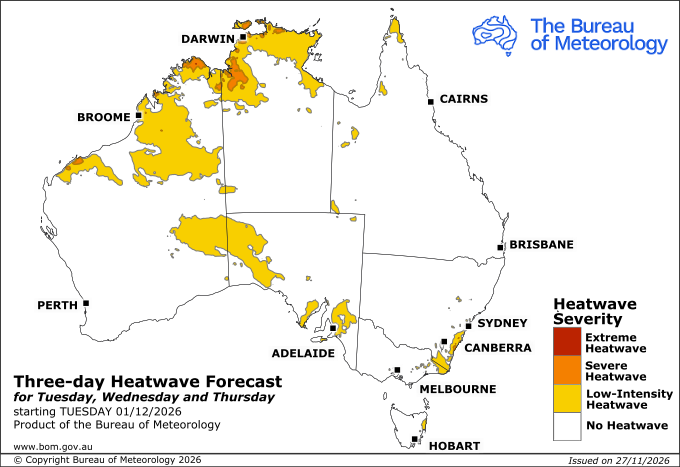 The Bureau
of Meteorology
DARWIN
CAIRNS
BROOME
BRISBANE
PERTH
SYDNEY
ADELAIDE
CANBERRA
MELBOURNE
HOBART
Heatwave
Severity
Extreme
Heatwave
Severe
Heatwave
Low-Intensity
Heatwave
No Heatwave
Three-day Heatwave Forecast
for Tuesday, Wednesday and Thursday
starting TUESDAY 01/12/2026
Product of the Bureau of Meteorology
www.bom.gov.au
© Copyright Bureau of Meteorology 2026
Issued on 27/11/2026